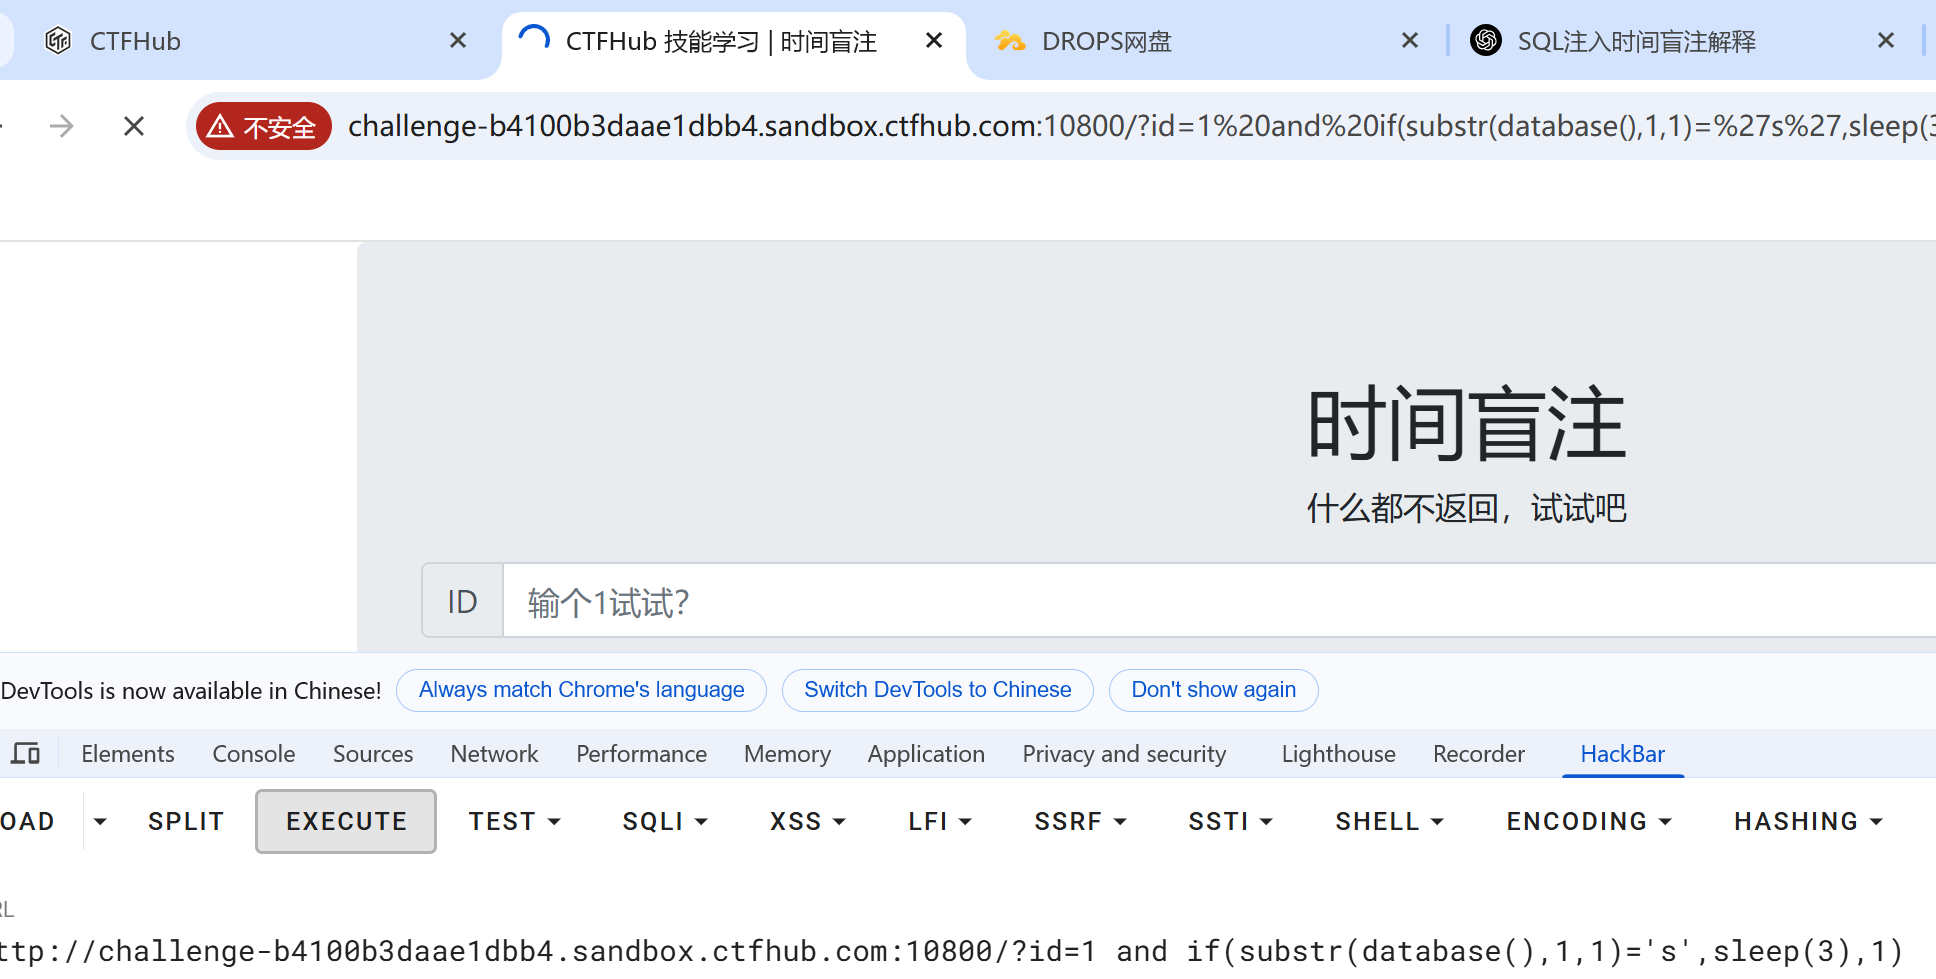 CTFHub
CTFHub 技能学习 | 时间盲注
DROPS网盘
SQL注入时间盲注解释
不安全
challenge-b4100b3daae1dbb4.sandbox.ctfhub.com:10800/?id=1%20and%20if(substr(database(),1,1)=%27s%27,sleep(3
时间盲注
什么都不返回，试试吧
ID
输个1试试？
DevTools is now available in Chinese!
Always match Chrome's language
Switch DevTools to Chinese
Don't show again
Elements
Console
Sources
Network
Performance
Memory
Application
Privacy and security
Lighthouse
Recorder
HackBar
OAD
SPLIT
EXECUTE
TEST
SQLI
XSS
LFI
SSRF
SSTI
SHELL
ENCODING
HASHING
RL
ttp://challenge-b4100b3daae1dbb4.sandbox.ctfhub.com:10800/?id=1 and if(substr(database(),1,1)='s',sleep(3),1)